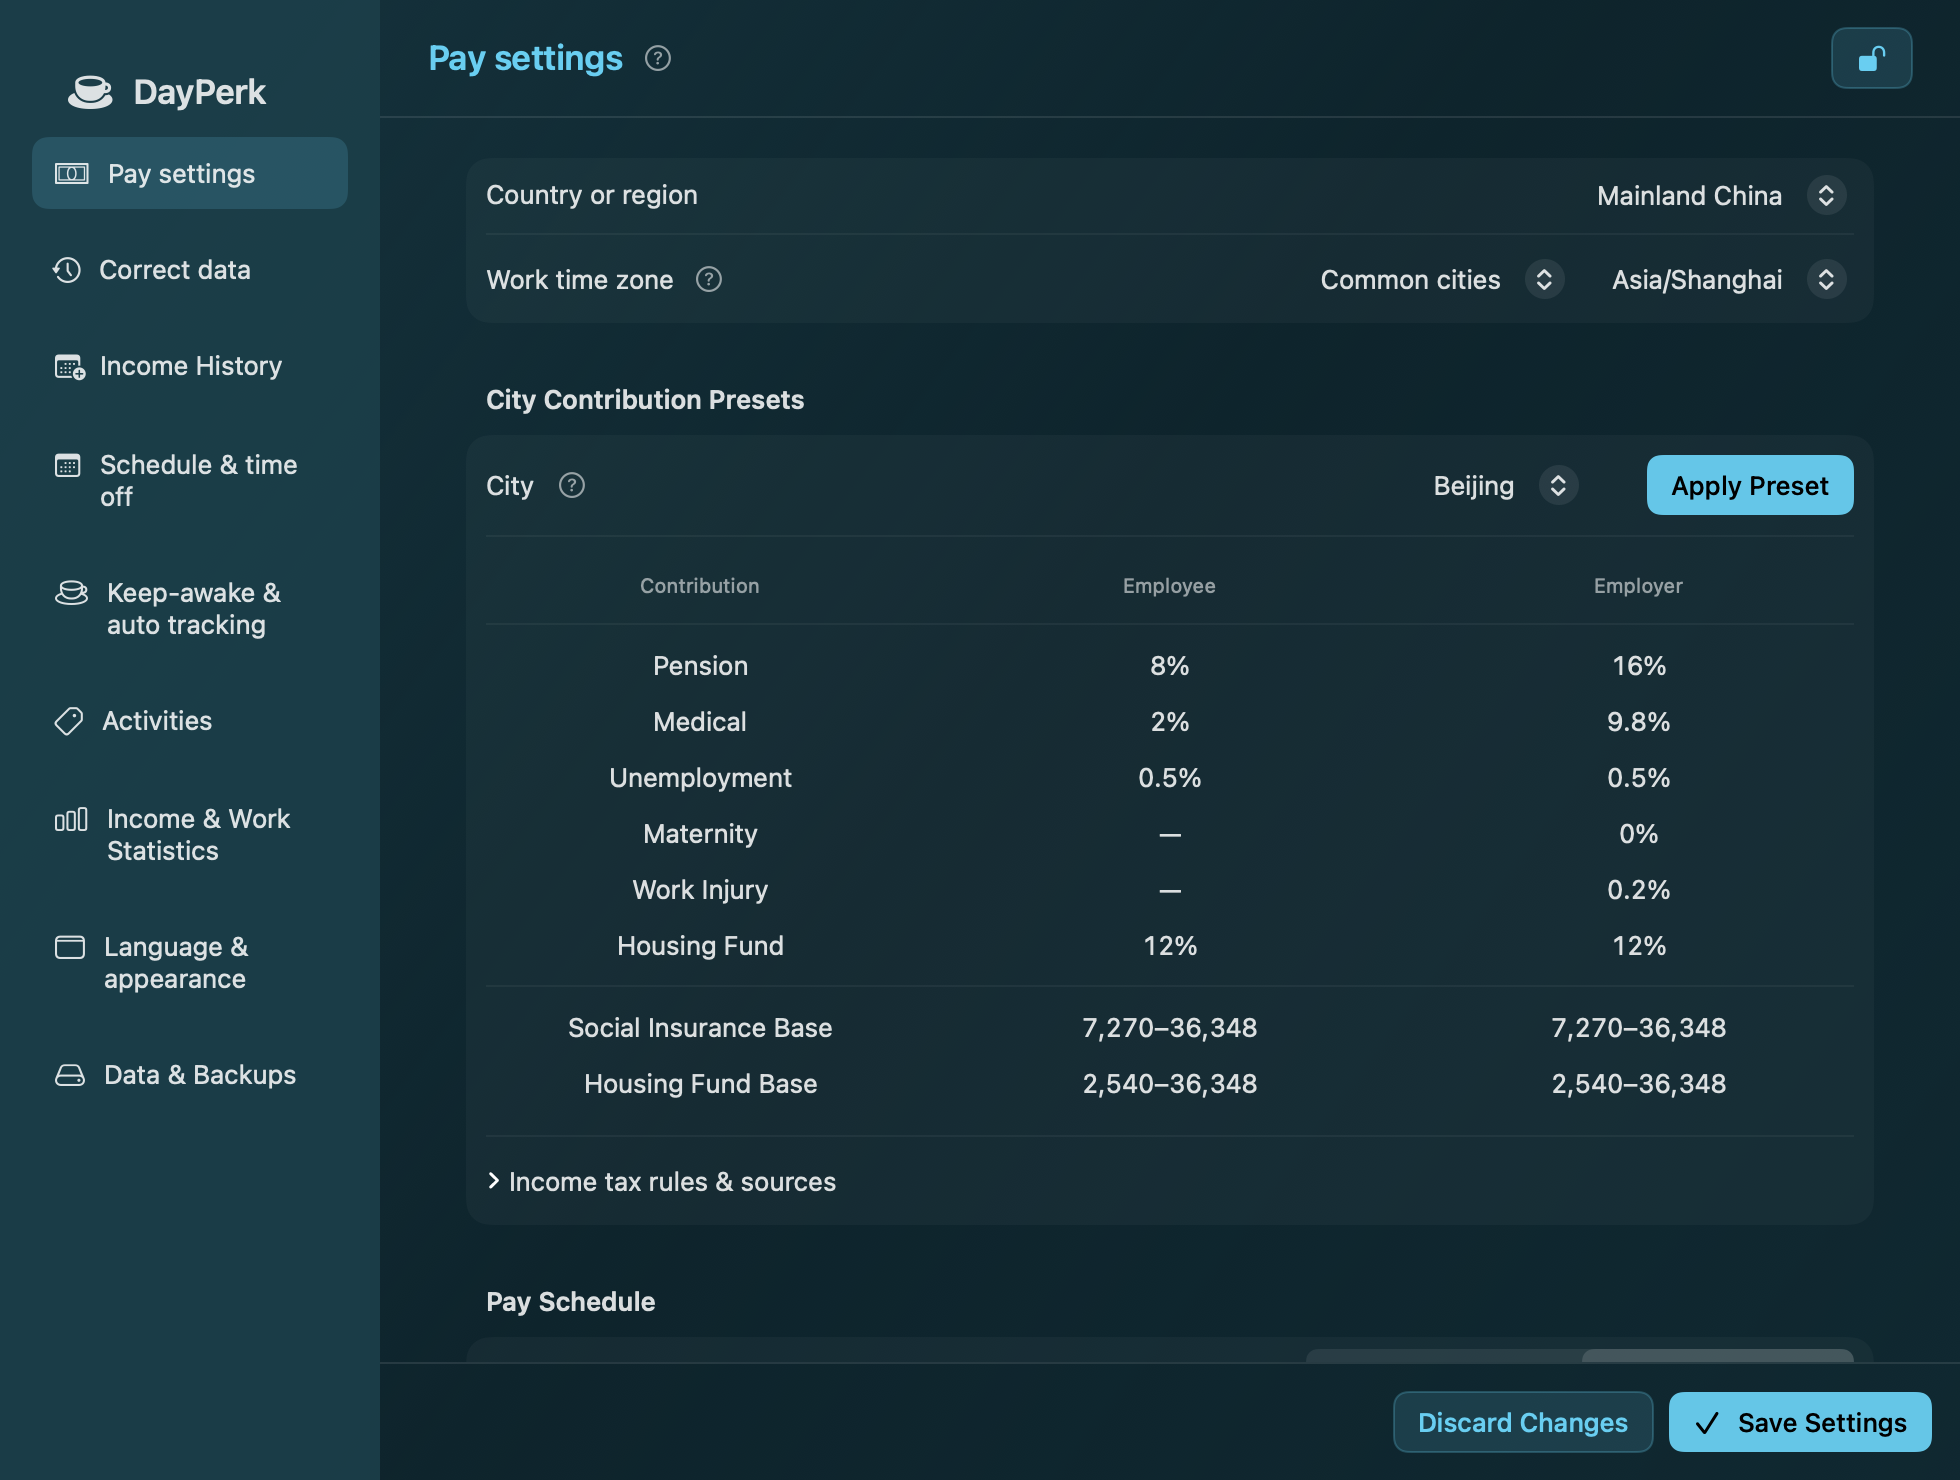 DayPerk
Pay settings
Correct data
Income History
Schedule & time
off
Keep-awake &
auto tracking
Activities
Income & Work
Statistics
Language &
appearance
Data & Backups
Pay settings ?
Country or region Mainland China
Work time zone ? Common cities Asia/Shanghai
City Contribution Presets
City ? Beijing Apply Preset
Contribution Employee Employer
Pension 8% 16%
Medical 2% 9.8%
Unemployment 0.5% 0.5%
Maternity — 0%
Work Injury — 0.2%
Housing Fund 12% 12%
Social Insurance Base 7,270–36,348 7,270–36,348
Housing Fund Base 2,540–36,348 2,540–36,348
Income tax rules & sources
Pay Schedule
Discard Changes Save Settings